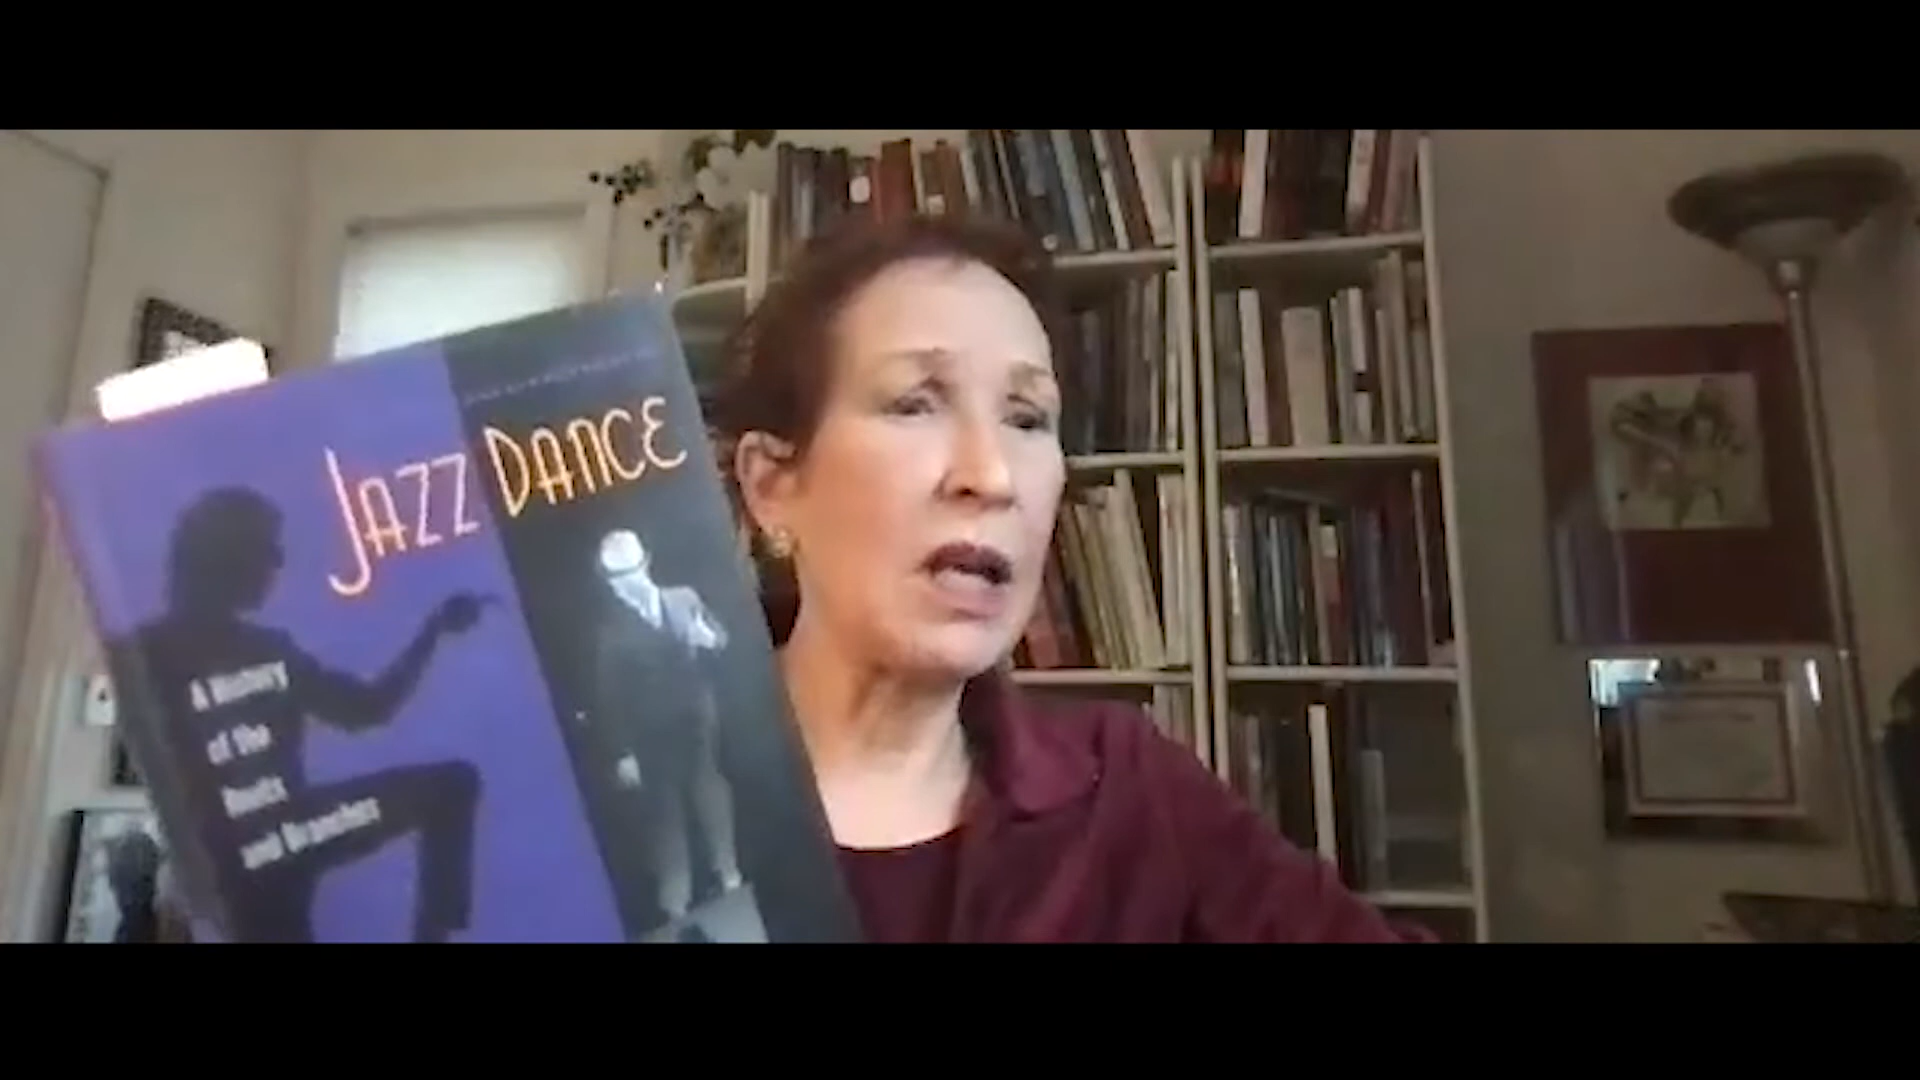 JAZZ DANCE
A History
of the
Roots
and Branches